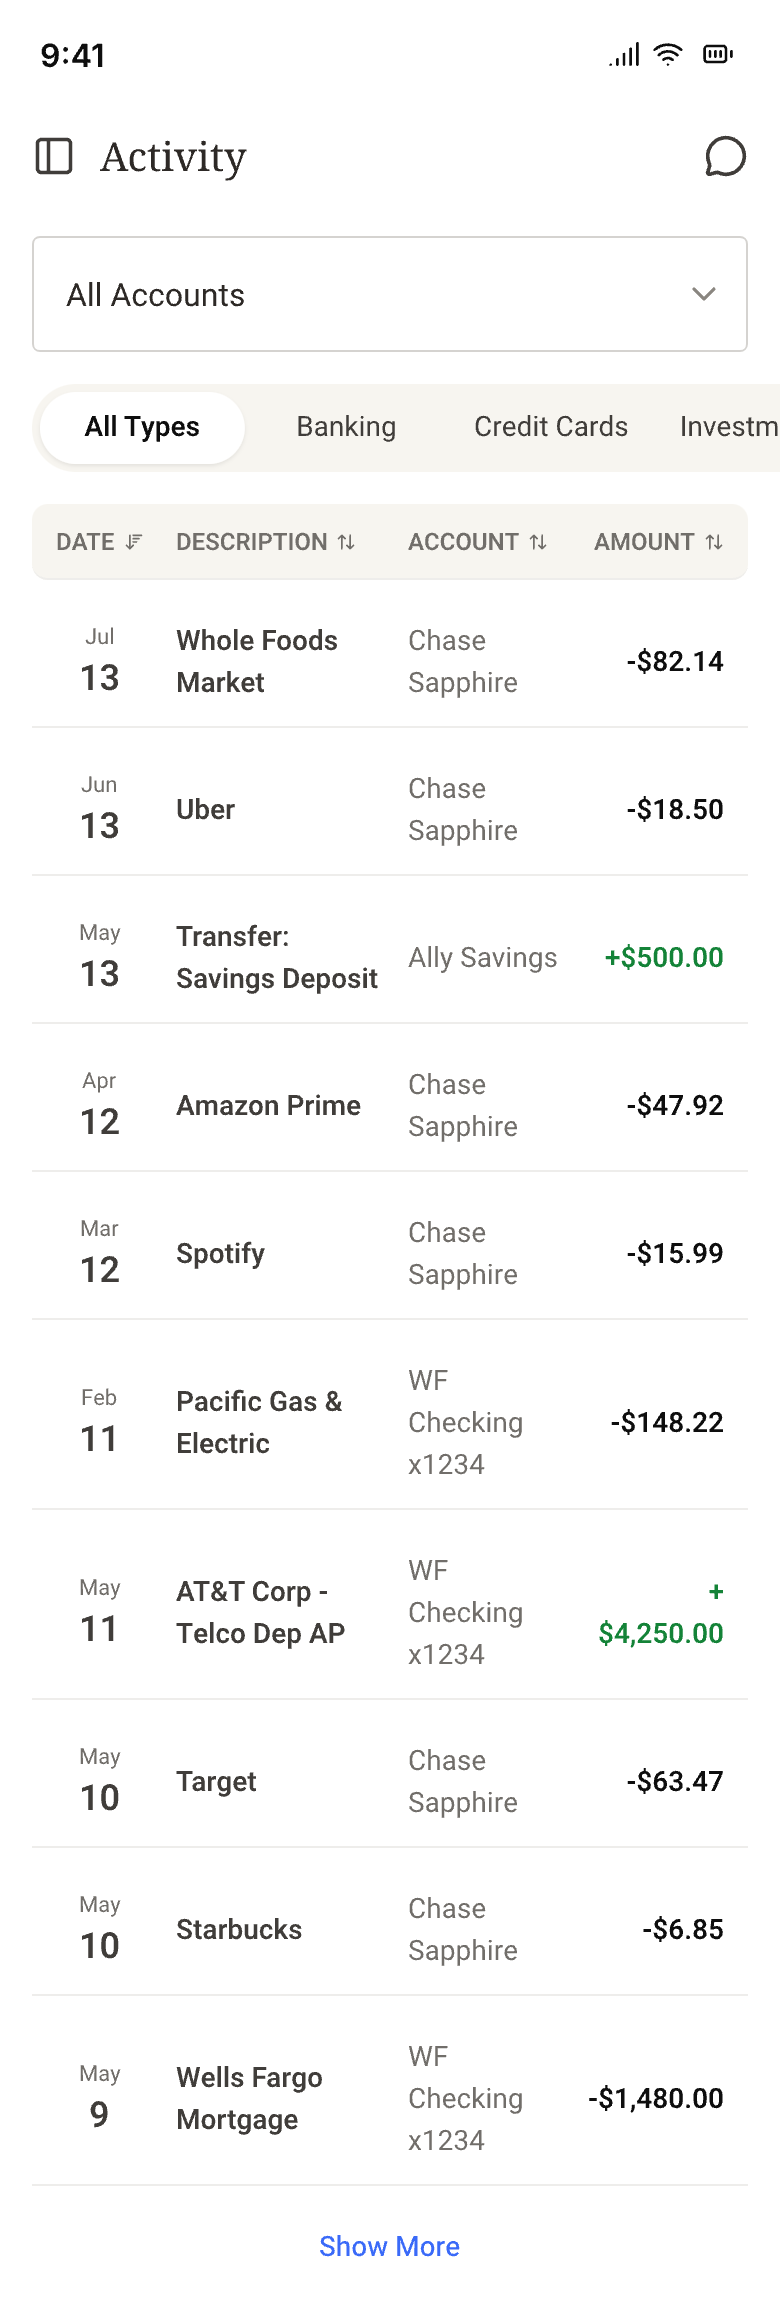 9:41
Activity
All Accounts
All Types Banking Credit Cards Investm
DATE DESCRIPTION ACCOUNT AMOUNT
Jul
13
Whole Foods
Market
Chase
Sapphire
-$82.14
Jun
13
Uber
Chase
Sapphire
-$18.50
May
13
Transfer:
Savings Deposit
Ally Savings
+$500.00
Apr
12
Amazon Prime
Chase
Sapphire
-$47.92
Mar
12
Spotify
Chase
Sapphire
-$15.99
Feb
11
Pacific Gas &
Electric
WF
Checking
x1234
-$148.22
May
11
AT&T Corp -
Telco Dep AP
WF
Checking
x1234
+
$4,250.00
May
10
Target
Chase
Sapphire
-$63.47
May
10
Starbucks
Chase
Sapphire
-$6.85
May
9
Wells Fargo
Mortgage
WF
Checking
x1234
-$1,480.00
Show More